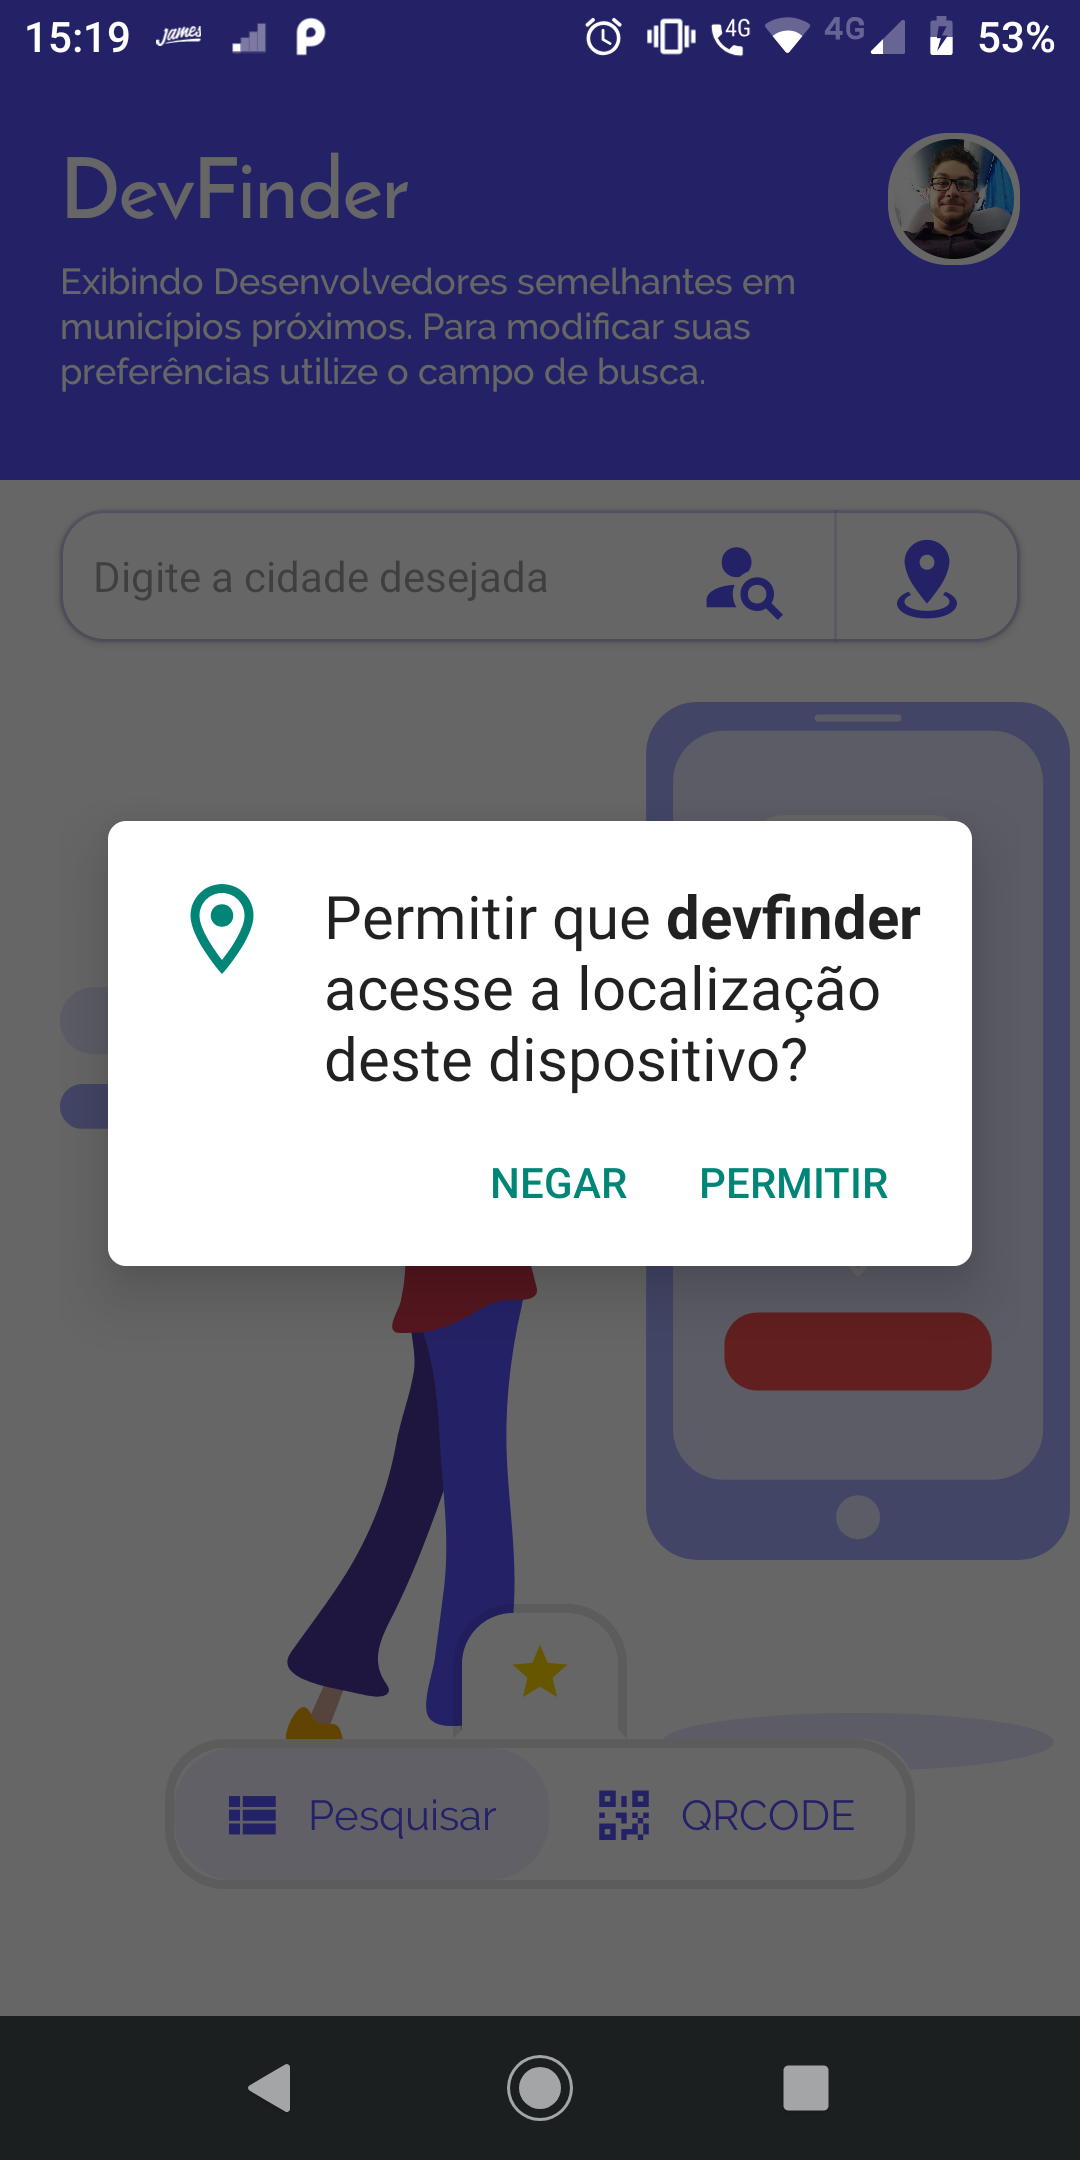 15:19 James 4G 4G 53%
DevFinder
Exibindo Desenvolvedores semelhantes em
municípios próximos. Para modificar suas
preferências utilize o campo de busca.
Digite a cidade desejada
Permitir que devfinder
acesse a localização
deste dispositivo?
NEGAR PERMITIR
Pesquisar QRCODE